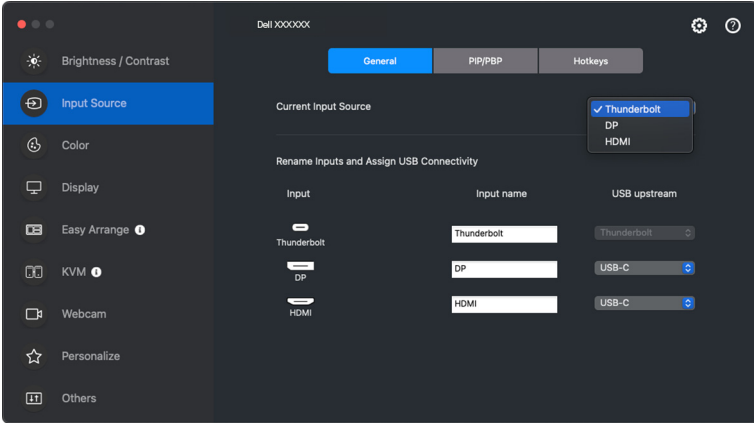 Dell XXXXXX
Brightness / Contrast
Input Source
Color
Display
Easy Arrange
KVM
Webcam
Personalize
Others
General
PIP/PBP
Hotkeys
Current Input Source
✓ Thunderbolt
DP
HDMI
Rename Inputs and Assign USB Connectivity
Input Input name USB upstream
Thunderbolt Thunderbolt Thunderbolt
DP DP USB-C
HDMI HDMI USB-C